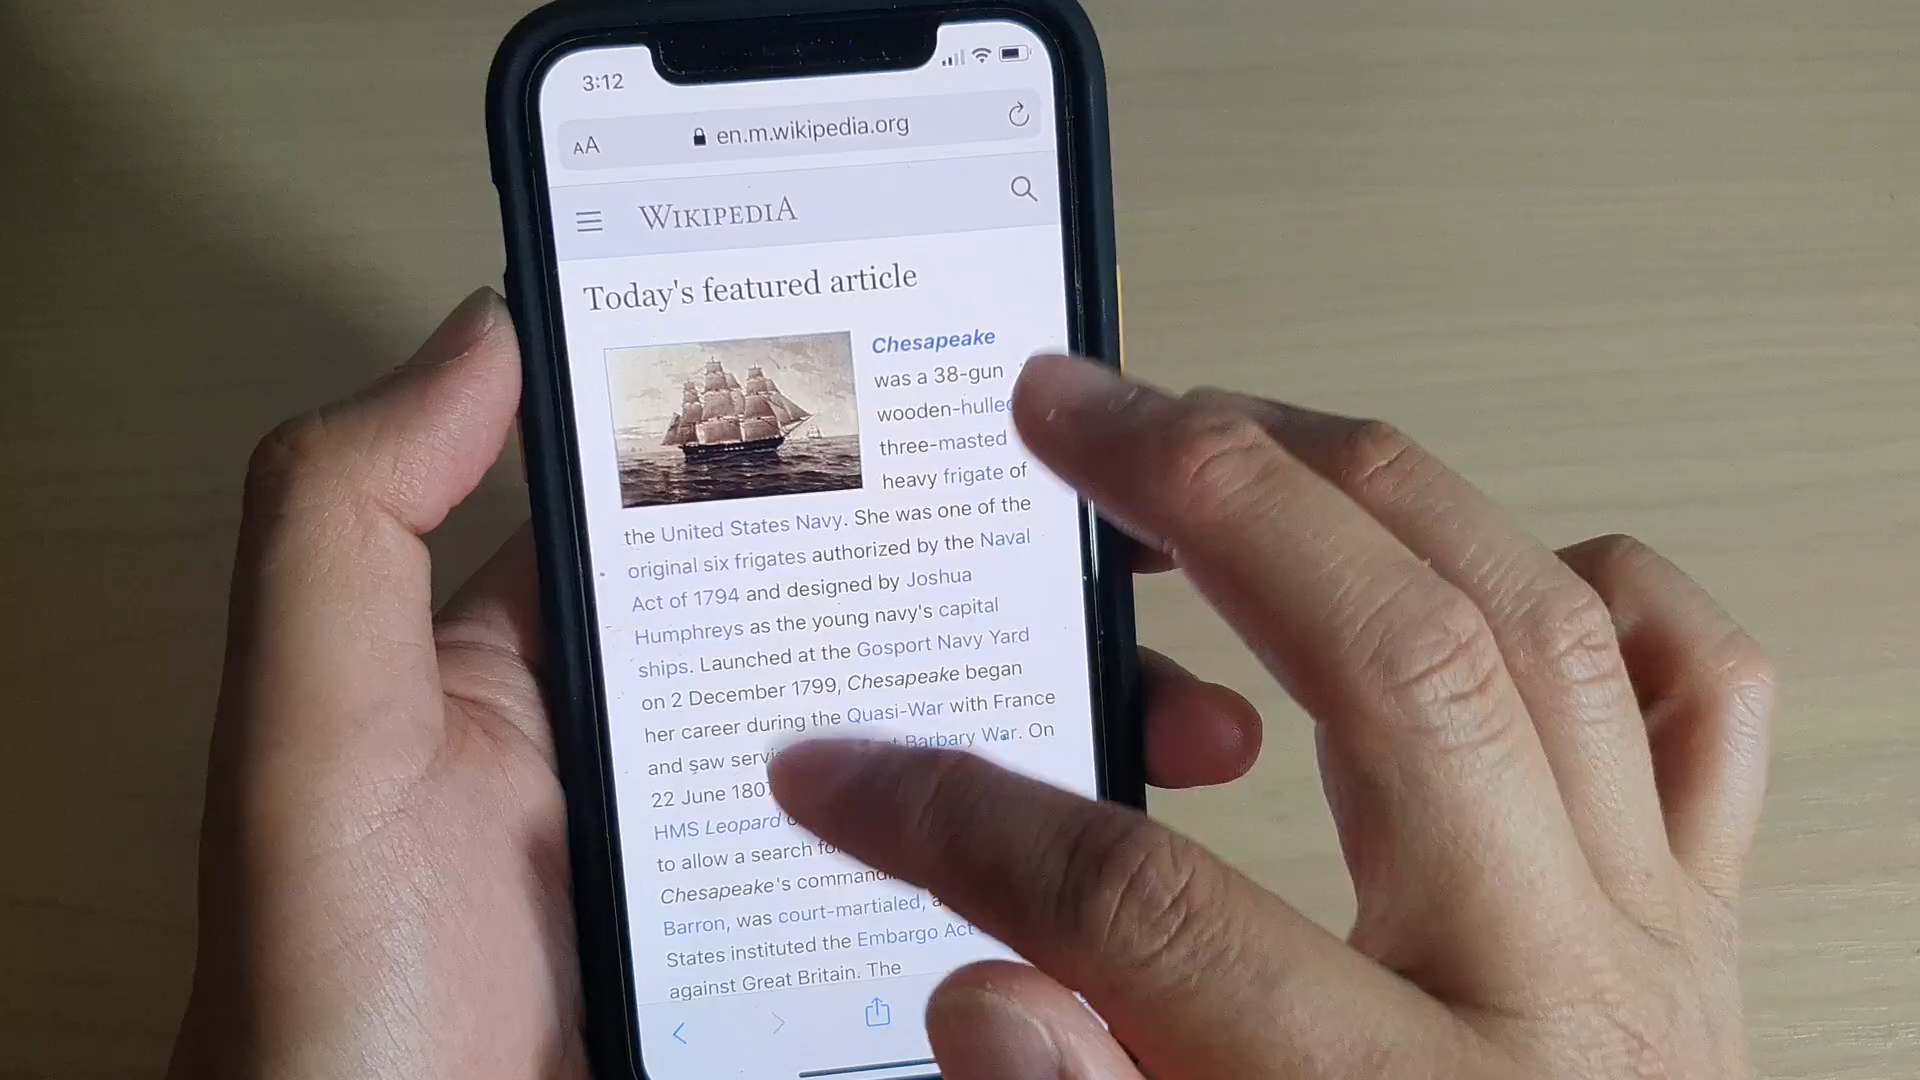 3:12
AA en.m.wikipedia.org
WIKIPEDIA
Today's featured article
Chesapeake
was a 38-gun
wooden-hulled
three-masted
heavy frigate of
the United States Navy. She was one of the
original six frigates authorized by the Naval
Act of 1794 and designed by Joshua
Humphreys as the young navy's capital
ships. Launched at the Gosport Navy Yard
on 2 December 1799, Chesapeake began
her career during the Quasi-War with France
and saw Barbary War. On
22 June 1807
HMS Leopard
to allow a search
Chesapeake's
Barron, was court-martialed,
States instituted the Embargo Act
against Great Britain. The